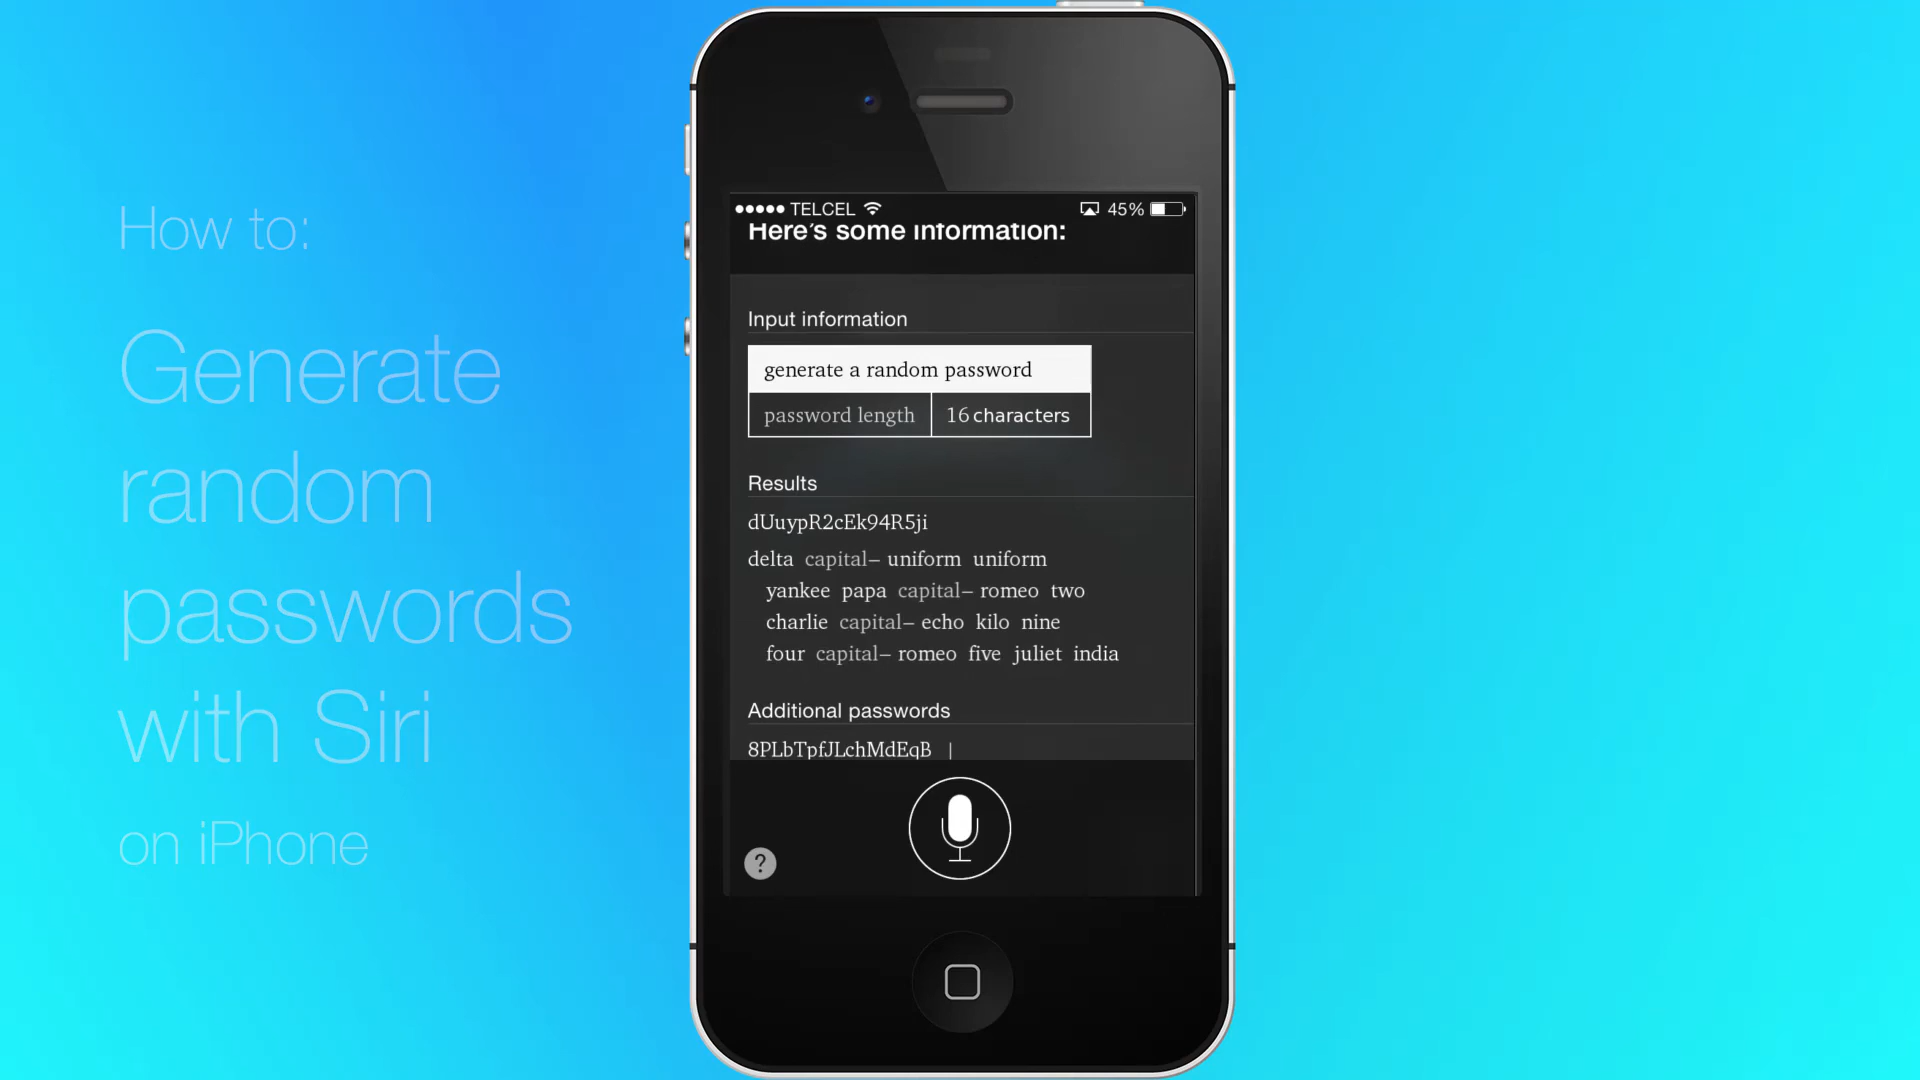 How to:
Generate
random
passwords
with Siri
on iPhone
TELCEL 45%
Here's some information:
Input information
generate a random password
password length 16 characters
Results
dUuypR2cEk94R5ji
delta capital– uniform uniform
yankee papa capital– romeo two
charlie capital– echo kilo nine
four capital– romeo five juliet india
Additional passwords
8PLbTpfJLchMdEqB |
?